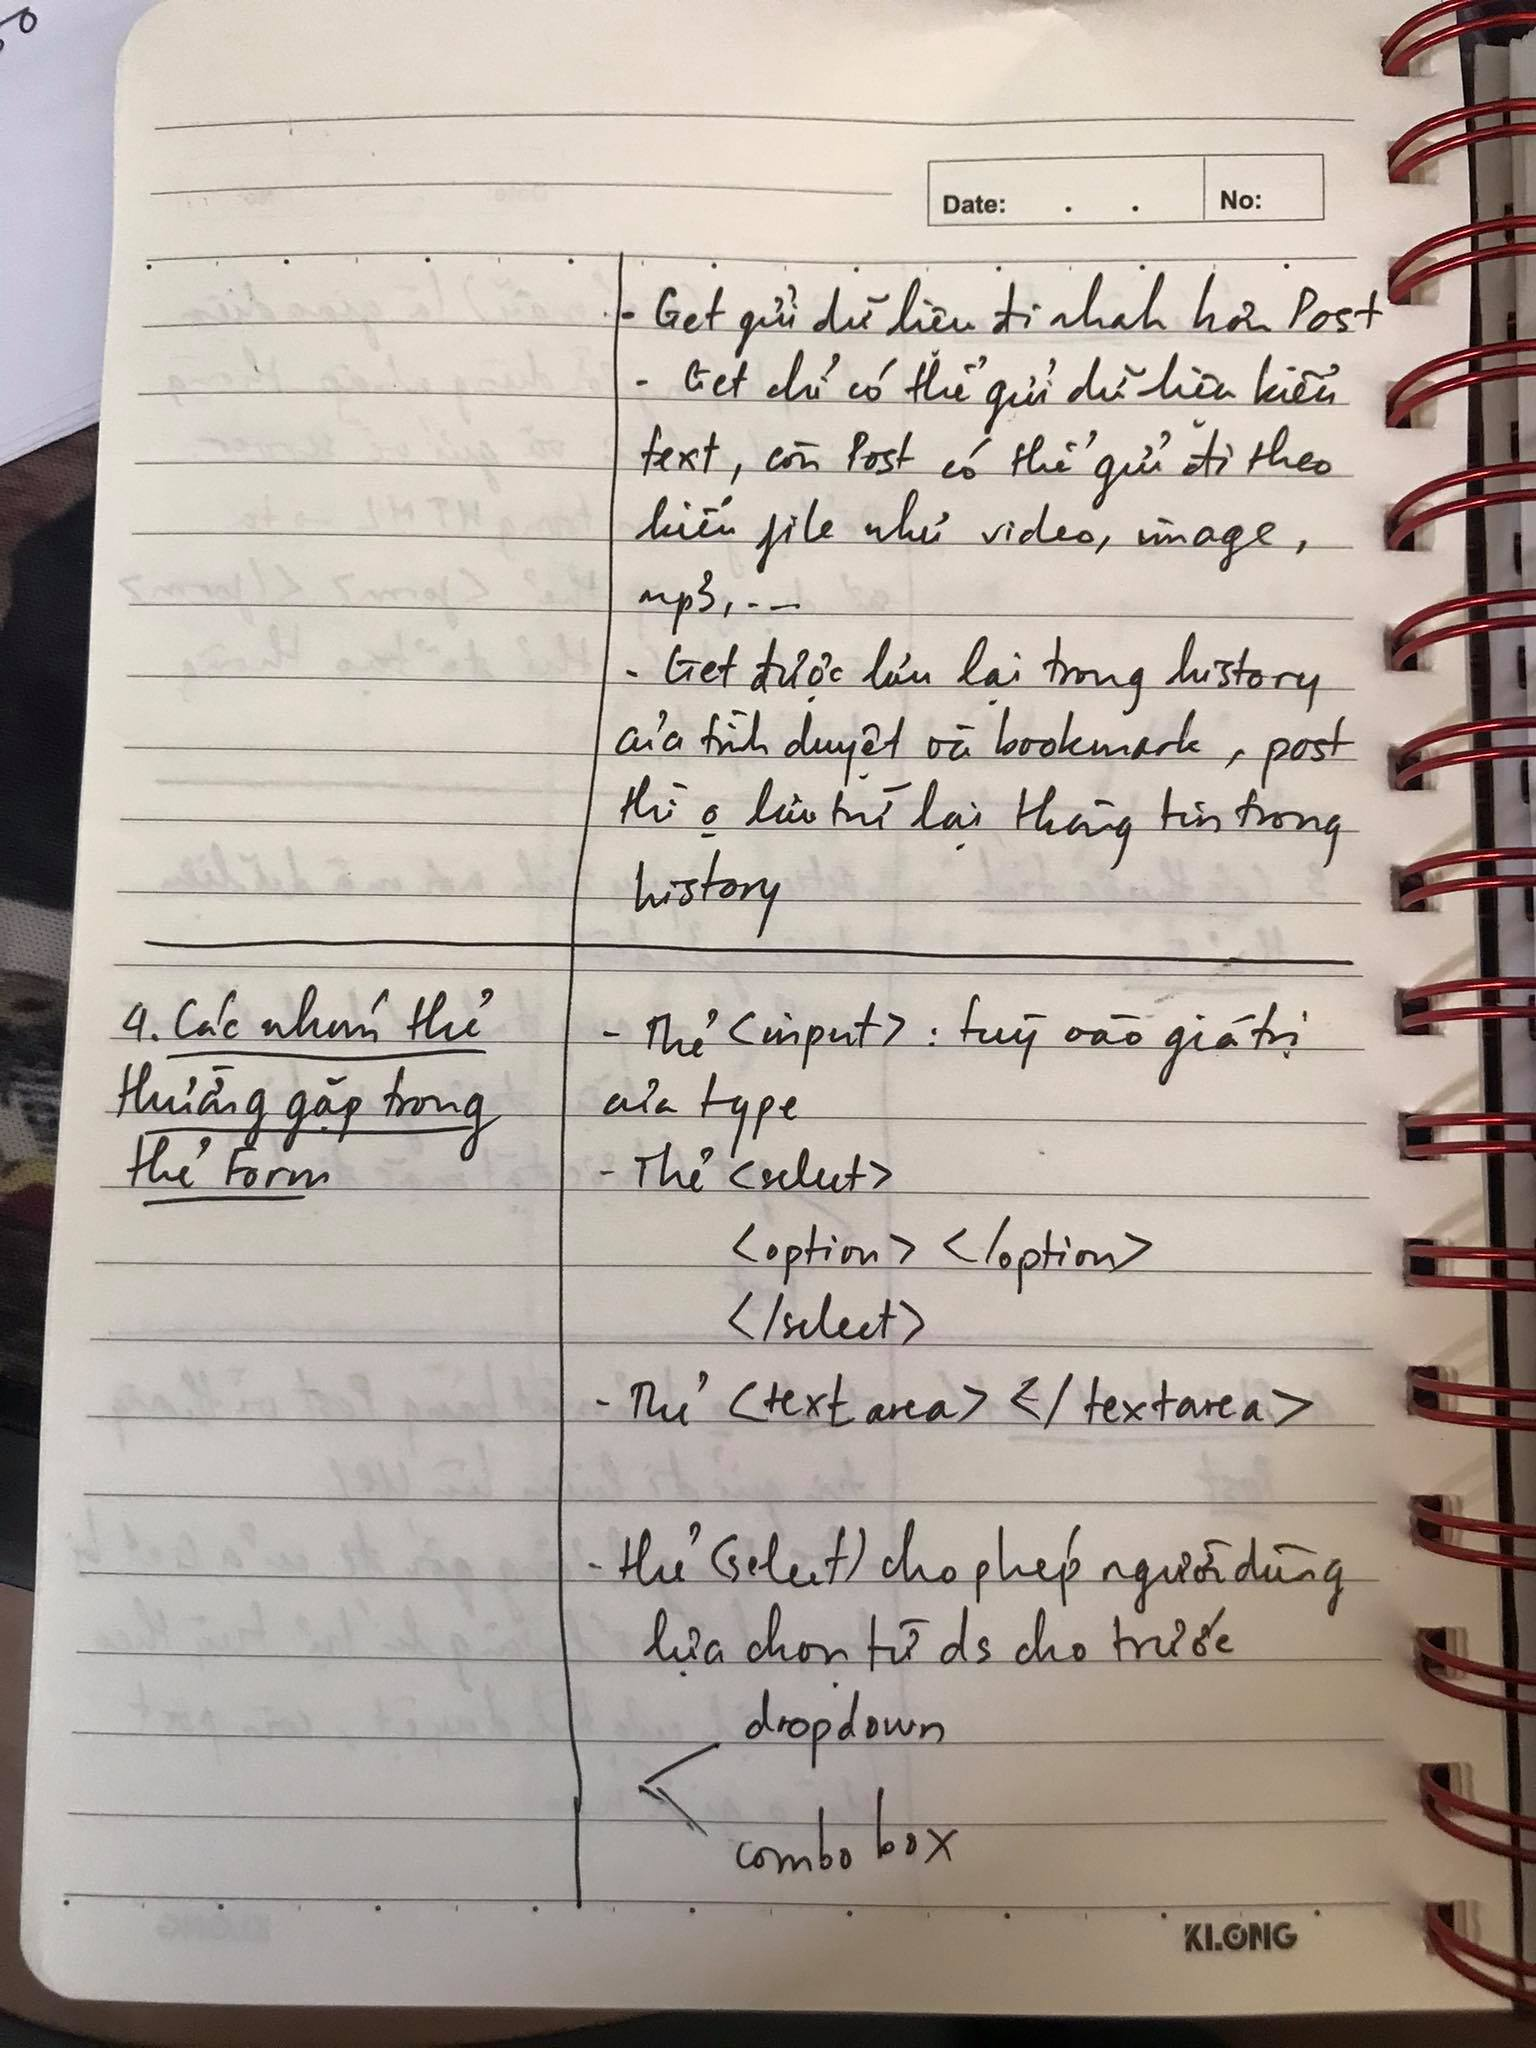 Date: . . No:
- Get gửi dữ liệu đi nhanh hơn Post
- Get chỉ có thể gửi dữ liệu kiểu
text, còn Post có thể gửi đi theo
kiểu file như video, image,
mp3,...
- Get được lưu lại trong history
của trình duyệt và bookmark, post
thì o lưu trữ lại thông tin trong
history
4. Các nhóm thẻ
thường gặp trong
thẻ Form
- Thẻ <input> : tuỳ vào giá trị
của type
- Thẻ <select>
<option> </option>
</select>
- Thẻ <textarea> </textarea>
- thẻ (select) cho phép người dùng
lựa chọn từ ds cho trước
dropdown
combo box
KLONG